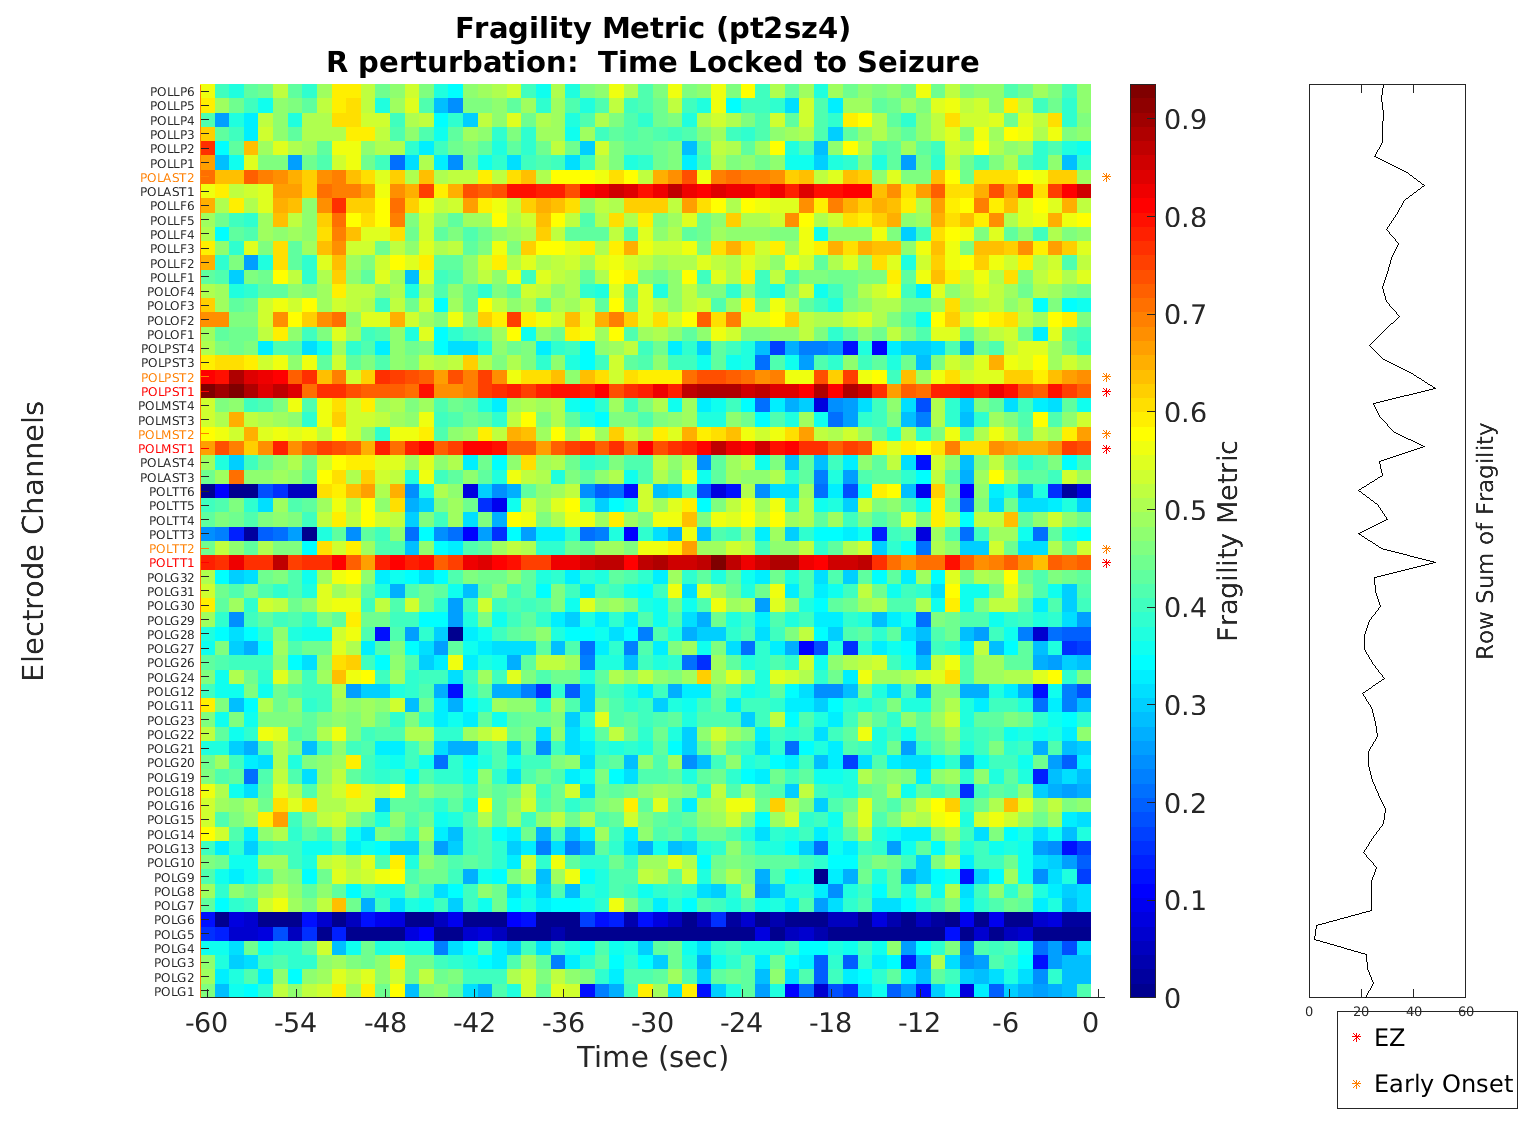 Fragility Metric (pt2sz4)
R perturbation:  Time Locked to Seizure
Electrode Channels
POLLP6
POLLP5
POLLP4
POLLP3
POLLP2
POLLP1
POLAST2
POLAST1
POLLF6
POLLF5
POLLF4
POLLF3
POLLF2
POLLF1
POLOF4
POLOF3
POLOF2
POLOF1
POLPST4
POLPST3
POLPST2
POLPST1
POLMST4
POLMST3
POLMST2
POLMST1
POLAST4
POLAST3
POLTT6
POLTT5
POLTT4
POLTT3
POLTT2
POLTT1
POLG32
POLG31
POLG30
POLG29
POLG28
POLG27
POLG26
POLG24
POLG12
POLG11
POLG23
POLG22
POLG21
POLG20
POLG19
POLG18
POLG16
POLG15
POLG14
POLG13
POLG10
POLG9
POLG8
POLG7
POLG6
POLG5
POLG4
POLG3
POLG2
POLG1
-60 -54 -48 -42 -36 -30 -24 -18 -12 -6 0
Time (sec)
0.9
0.8
0.7
0.6
0.5
0.4
0.3
0.2
0.1
0
Fragility Metric
0 20 40 60
Row Sum of Fragility
EZ
Early Onset